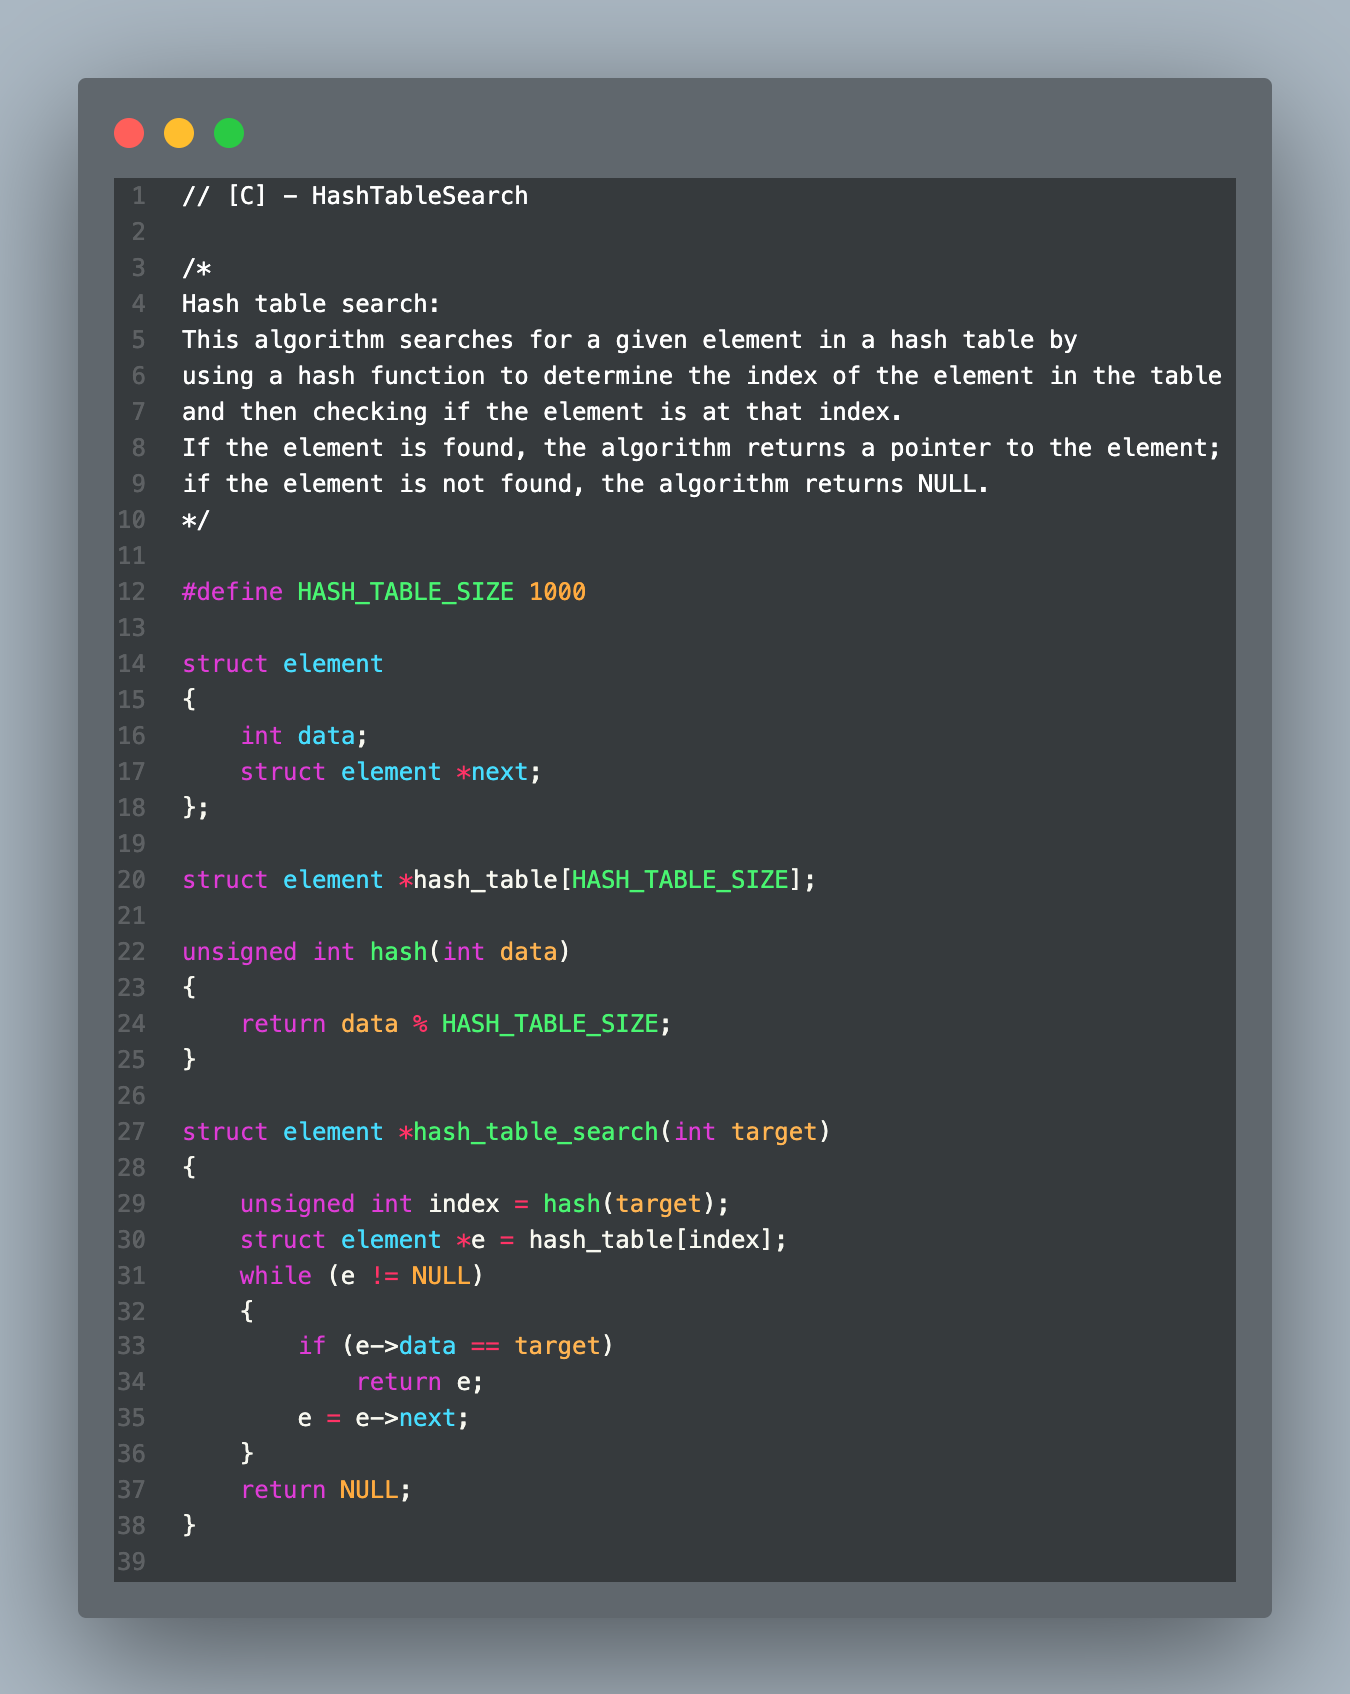 1 // [C] - HashTableSearch
2
3 /*
4 Hash table search:
5 This algorithm searches for a given element in a hash table by
6 using a hash function to determine the index of the element in the table
7 and then checking if the element is at that index.
8 If the element is found, the algorithm returns a pointer to the element;
9 if the element is not found, the algorithm returns NULL.
10 */
11
12 #define HASH_TABLE_SIZE 1000
13
14 struct element
15 {
16     int data;
17     struct element *next;
18 };
19
20 struct element *hash_table[HASH_TABLE_SIZE];
21
22 unsigned int hash(int data)
23 {
24     return data % HASH_TABLE_SIZE;
25 }
26
27 struct element *hash_table_search(int target)
28 {
29     unsigned int index = hash(target);
30     struct element *e = hash_table[index];
31     while (e != NULL)
32     {
33         if (e->data == target)
34             return e;
35         e = e->next;
36     }
37     return NULL;
38 }
39